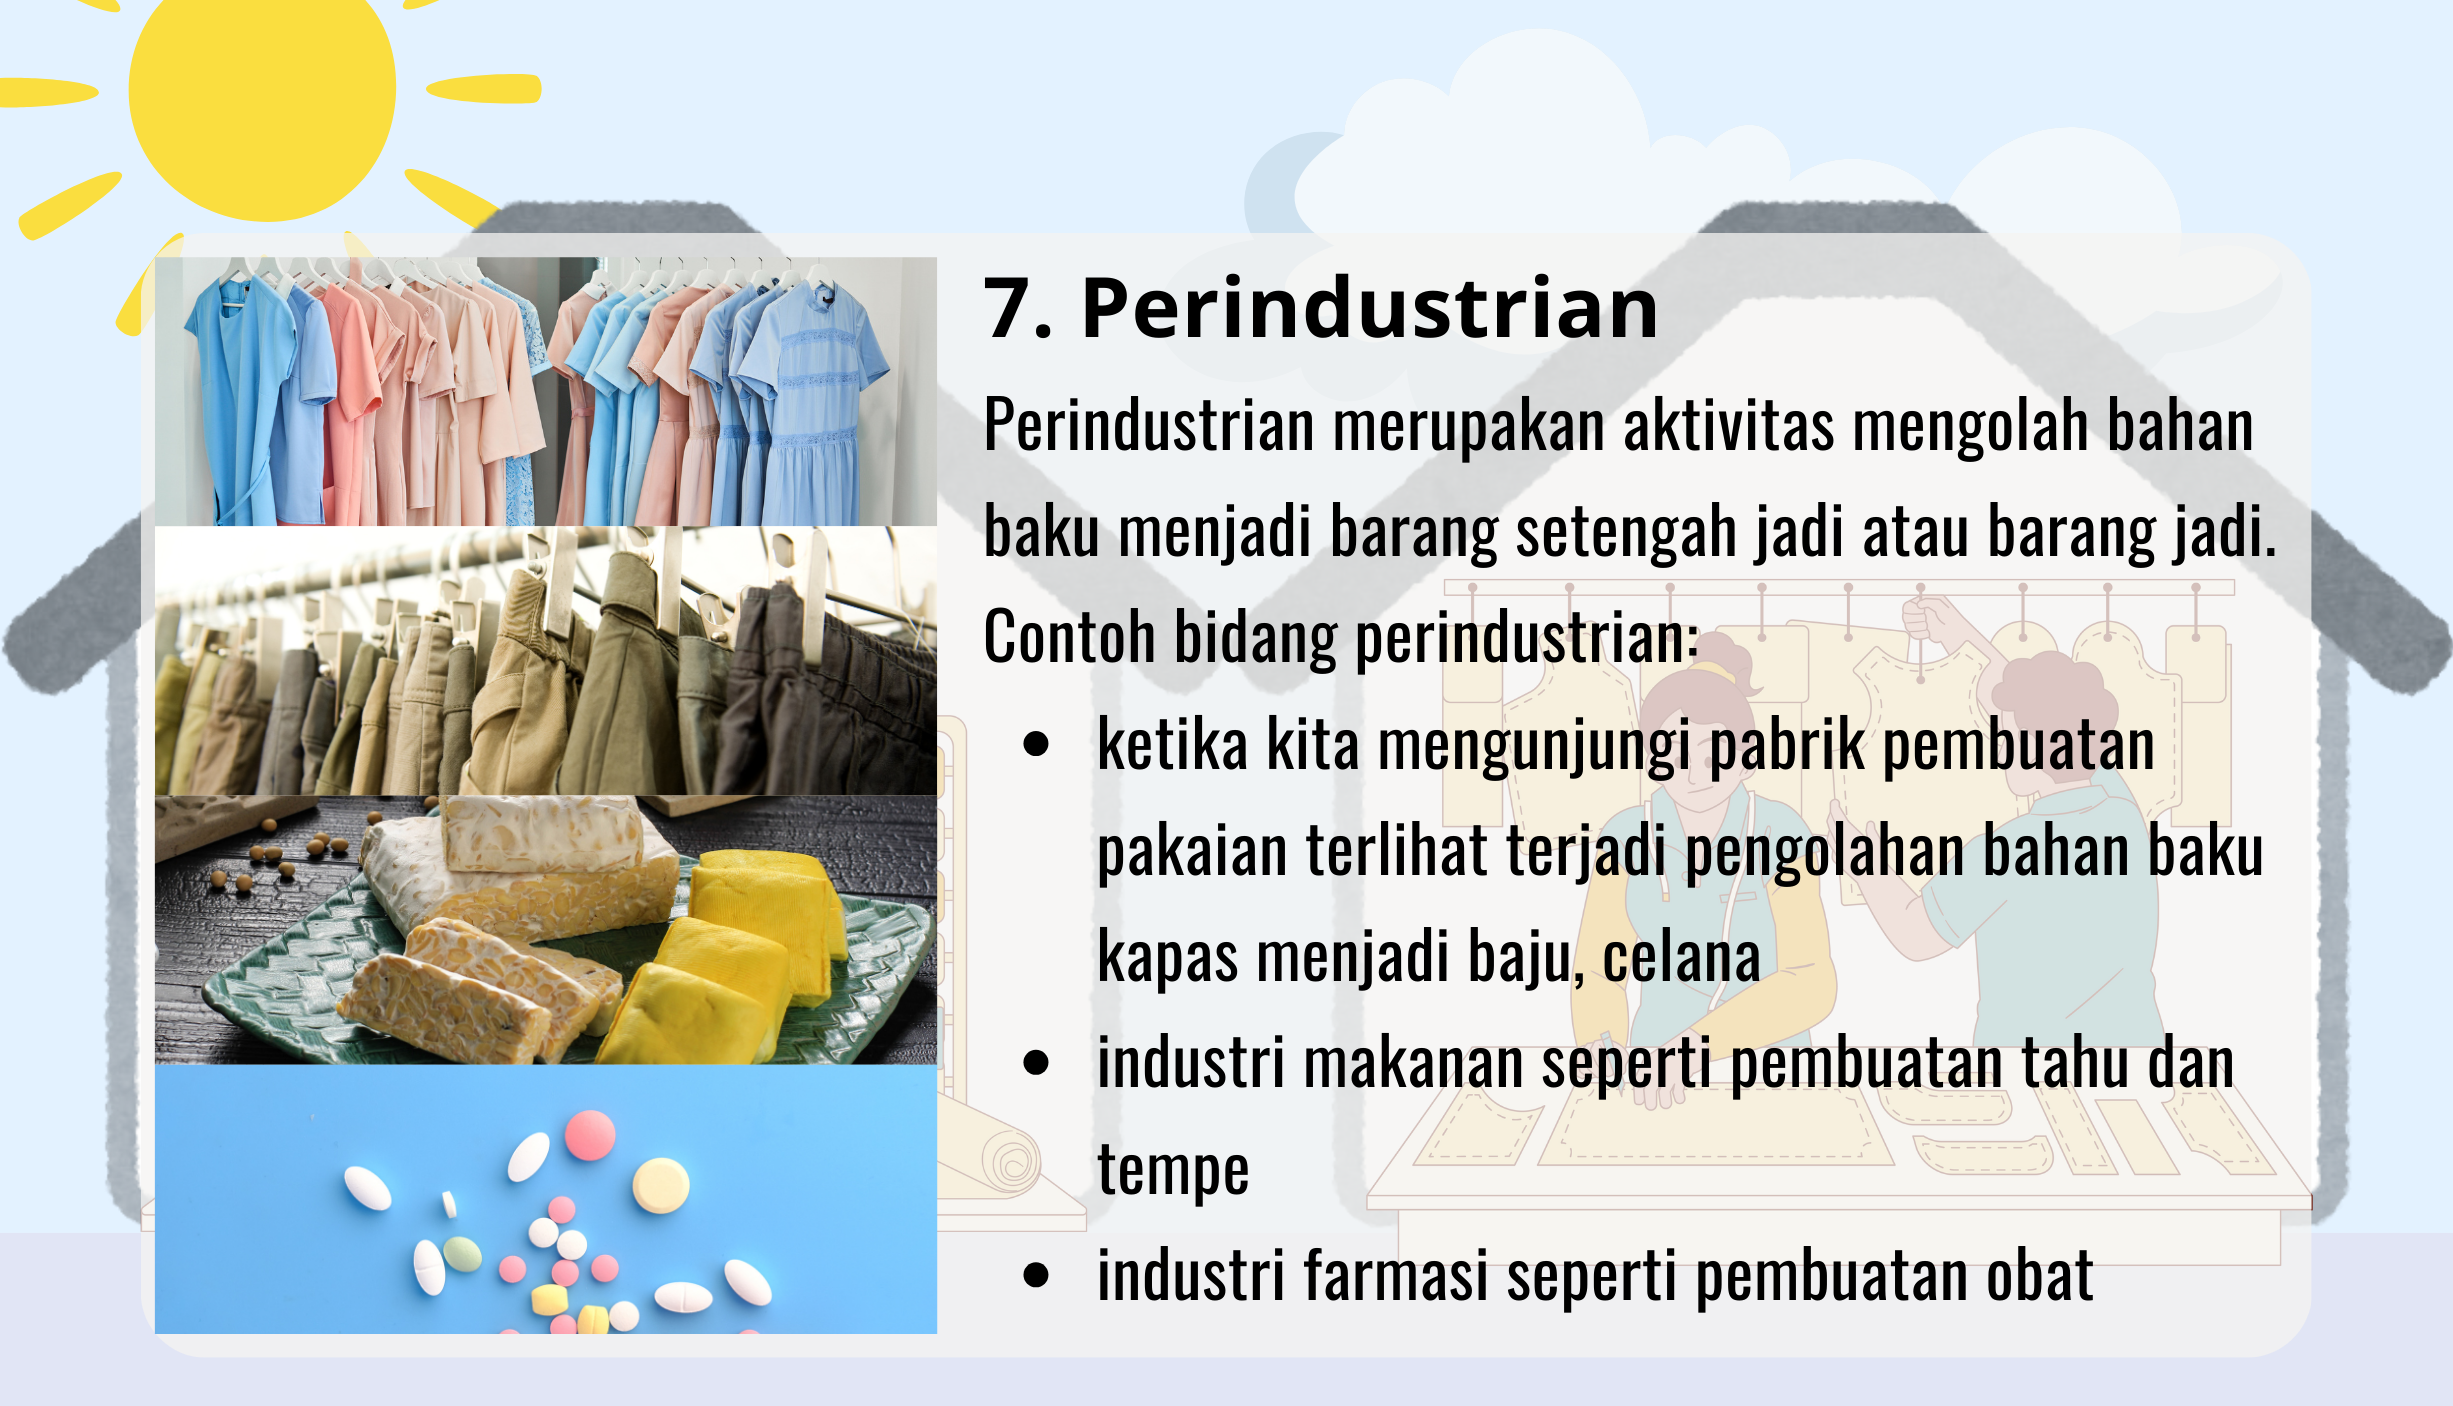 7. Perindustrian
Perindustrian merupakan aktivitas mengolah bahan
baku menjadi barang setengah jadi atau barang jadi.
Contoh bidang perindustrian:
• ketika kita mengunjungi pabrik pembuatan
pakaian terlihat terjadi pengolahan bahan baku
kapas menjadi baju, celana
• industri makanan seperti pembuatan tahu dan
tempe
• industri farmasi seperti pembuatan obat